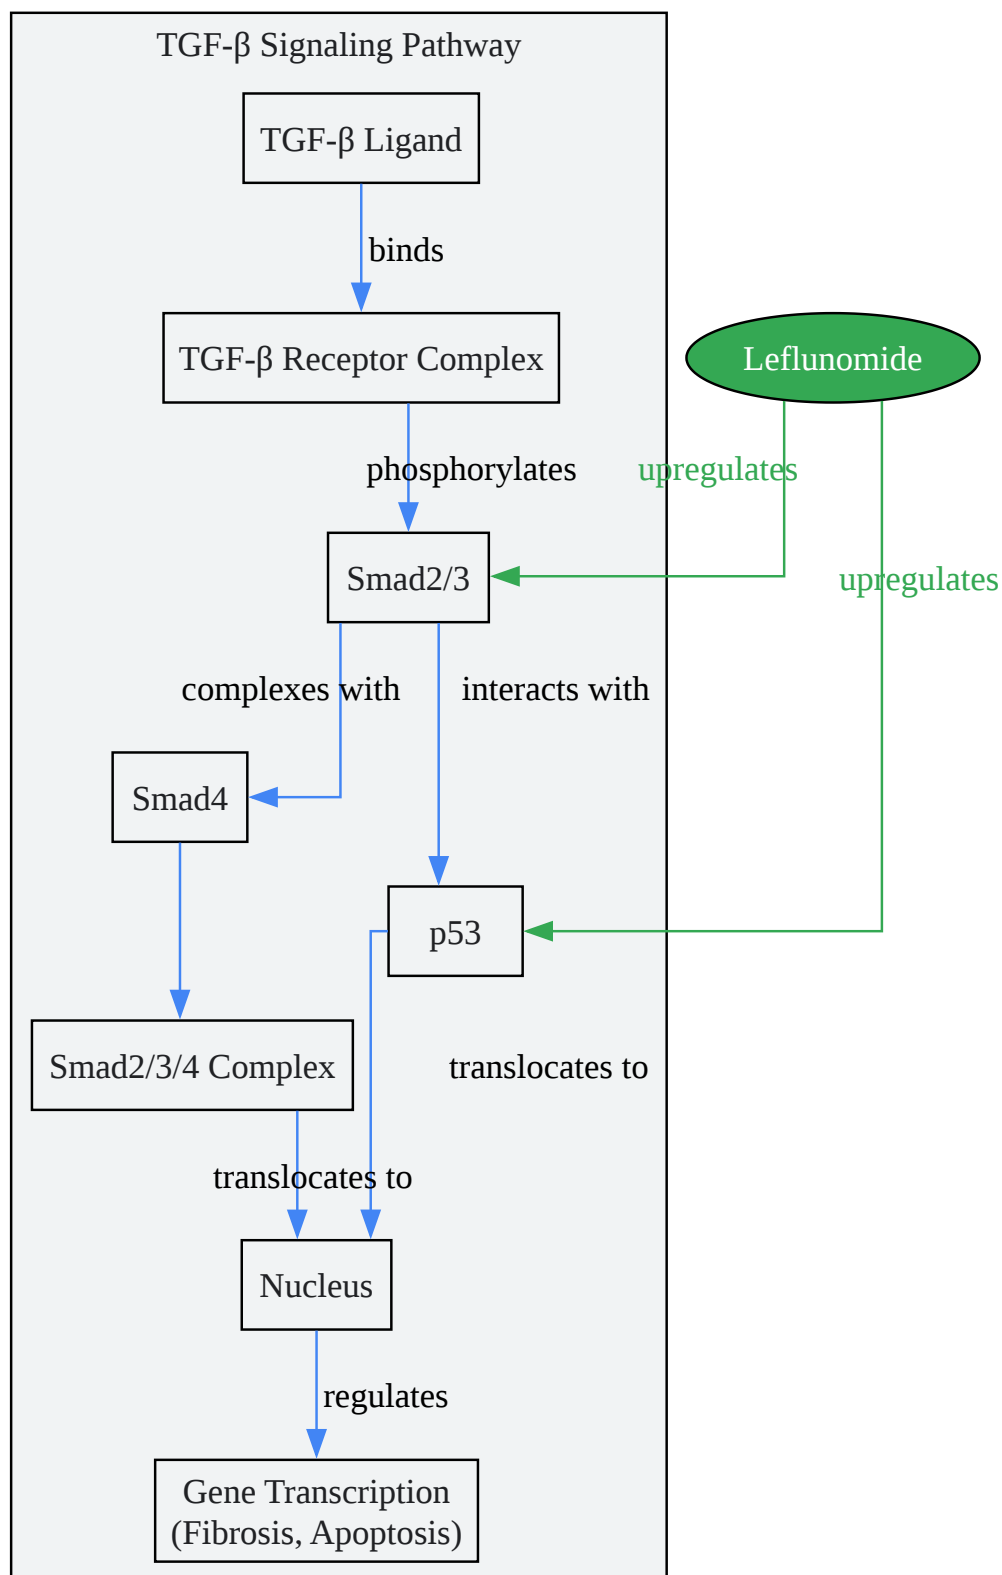 TGF-β Signaling Pathway
TGF-β Ligand
binds
TGF-β Receptor Complex
Leflunomide
phosphorylates
upregulates
Smad2/3
upregulates
complexes with
interacts with
Smad4
p53
Smad2/3/4 Complex
translocates to
translocates to
Nucleus
regulates
Gene Transcription
(Fibrosis, Apoptosis)